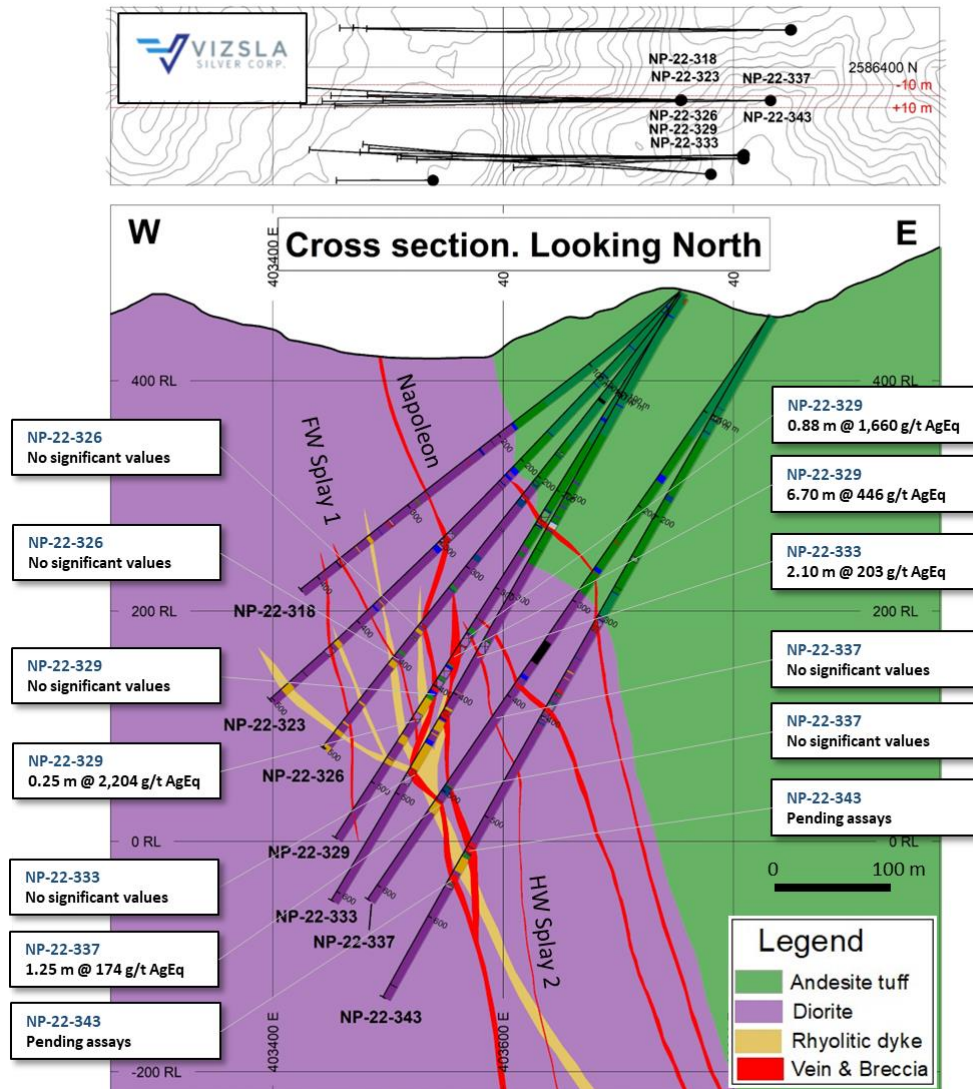 VIZSLA
SILVER CORP.
NP-22-318
NP-22-323
NP-22-337
2586400 N
-10 m
+10 m
NP-22-326
NP-22-329
NP-22-333
NP-22-343
W
403400 E
Cross section. Looking North
40
40
E
400 RL
400 RL
Napoleon
FW Splay 1
NP-22-326
No significant values
NP-22-329
0.88 m @ 1,660 g/t AgEq
NP-22-329
6.70 m @ 446 g/t AgEq
NP-22-326
No significant values
NP-22-333
2.10 m @ 203 g/t AgEq
200 RL
200 RL
NP-22-318
NP-22-329
No significant values
NP-22-337
No significant values
NP-22-323
NP-22-337
No significant values
NP-22-326
NP-22-329
0.25 m @ 2,204 g/t AgEq
NP-22-343
Pending assays
0 RL
0 RL
NP-22-329
NP-22-333
No significant values
100 m
NP-22-333
NP-22-337
HW Splay 2
NP-22-337
1.25 m @ 174 g/t AgEq
NP-22-343
Pending assays
NP-22-343
403400 E
403600 E
-200 RL
Legend
Andesite tuff
Diorite
Rhyolitic dyke
Vein & Breccia